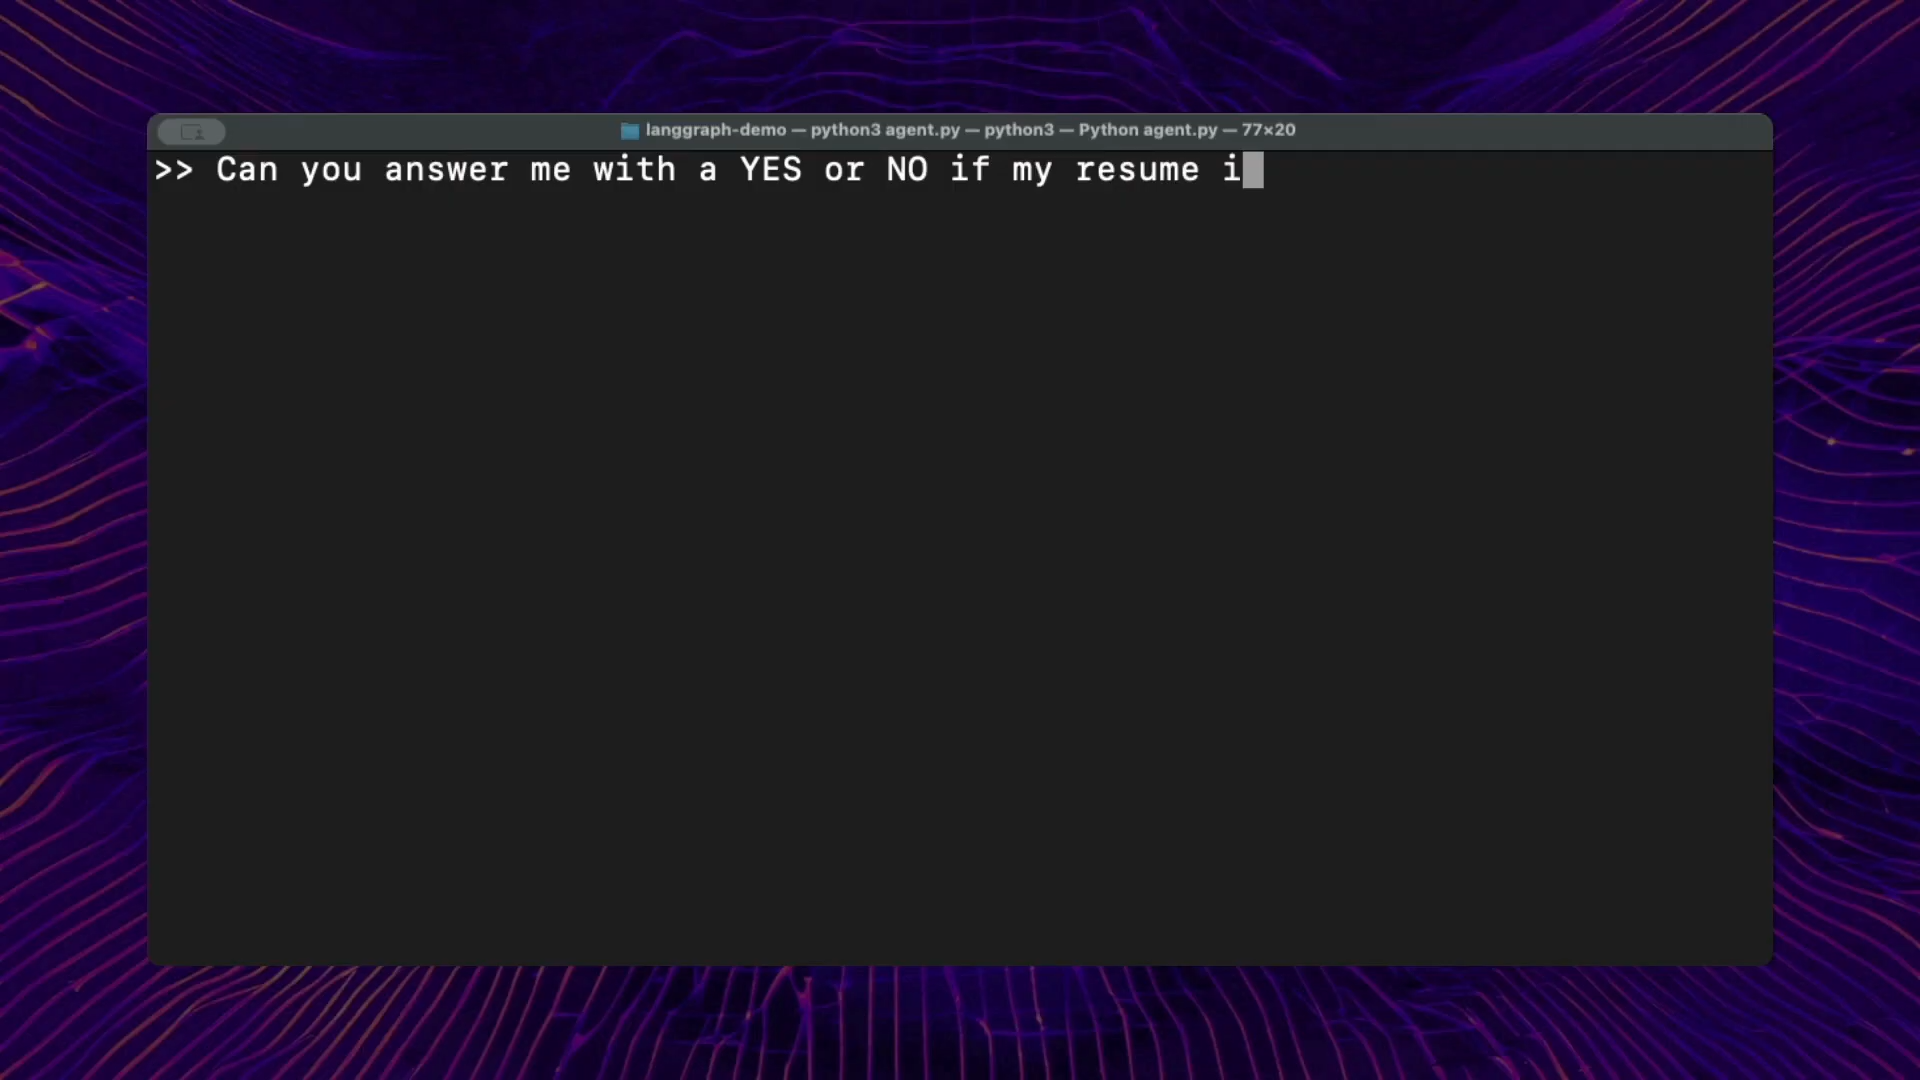 langgraph-demo — python3 agent.py — python3 — Python agent.py — 77×20
>> Can you answer me with a YES or NO if my resume i